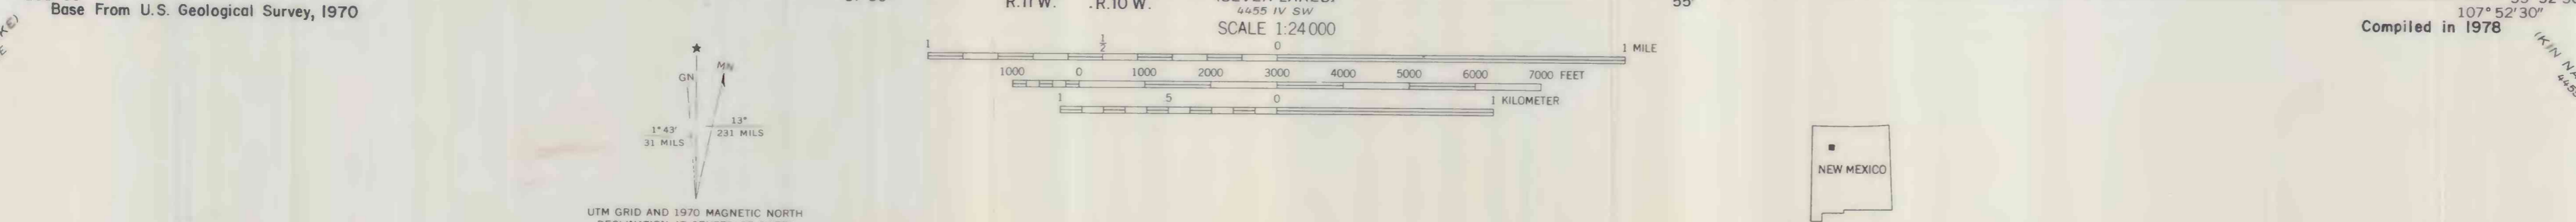 Base From U.S. Geological Survey, 1970
R.11 W. R.10 W.
4455 IV SW
SCALE 1:24 000
55'
107° 52'30"
Compiled in 1978
1 ½ 0 1 MILE
1000 0 1000 2000 3000 4000 5000 6000 7000 FEET
1 .5 0 1 KILOMETER
GN MN
1° 43'
31 MILS
13°
231 MILS
UTM GRID AND 1970 MAGNETIC NORTH
NEW MEXICO